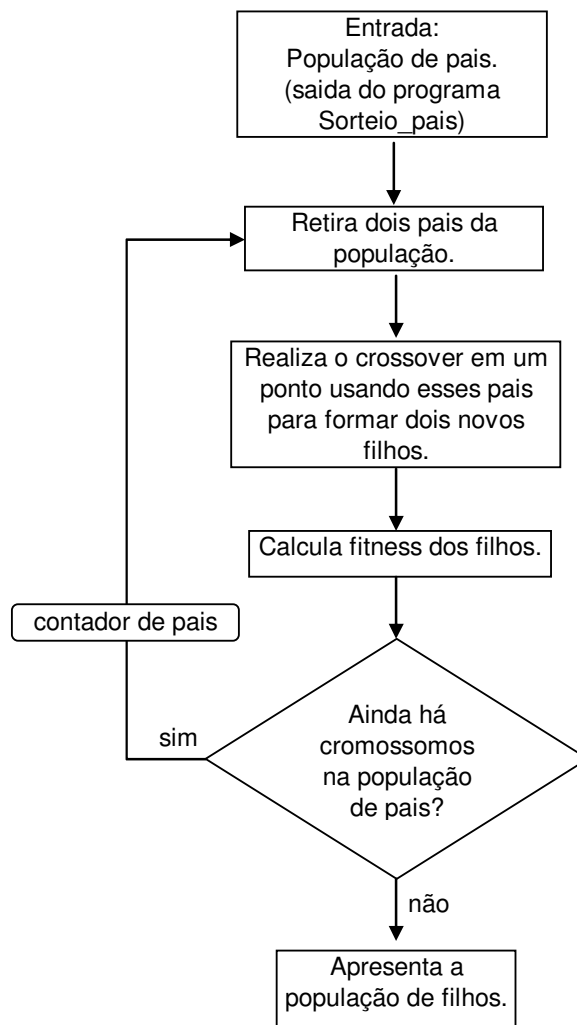 Entrada:
População de pais.
(saida do programa
Sorteio_pais)
Retira dois pais da
população.
Realiza o crossover em um
ponto usando esses pais
para formar dois novos
filhos.
Calcula fitness dos filhos.
contador de pais
sim
Ainda há
cromossomos
na população
de pais?
não
Apresenta a
população de filhos.